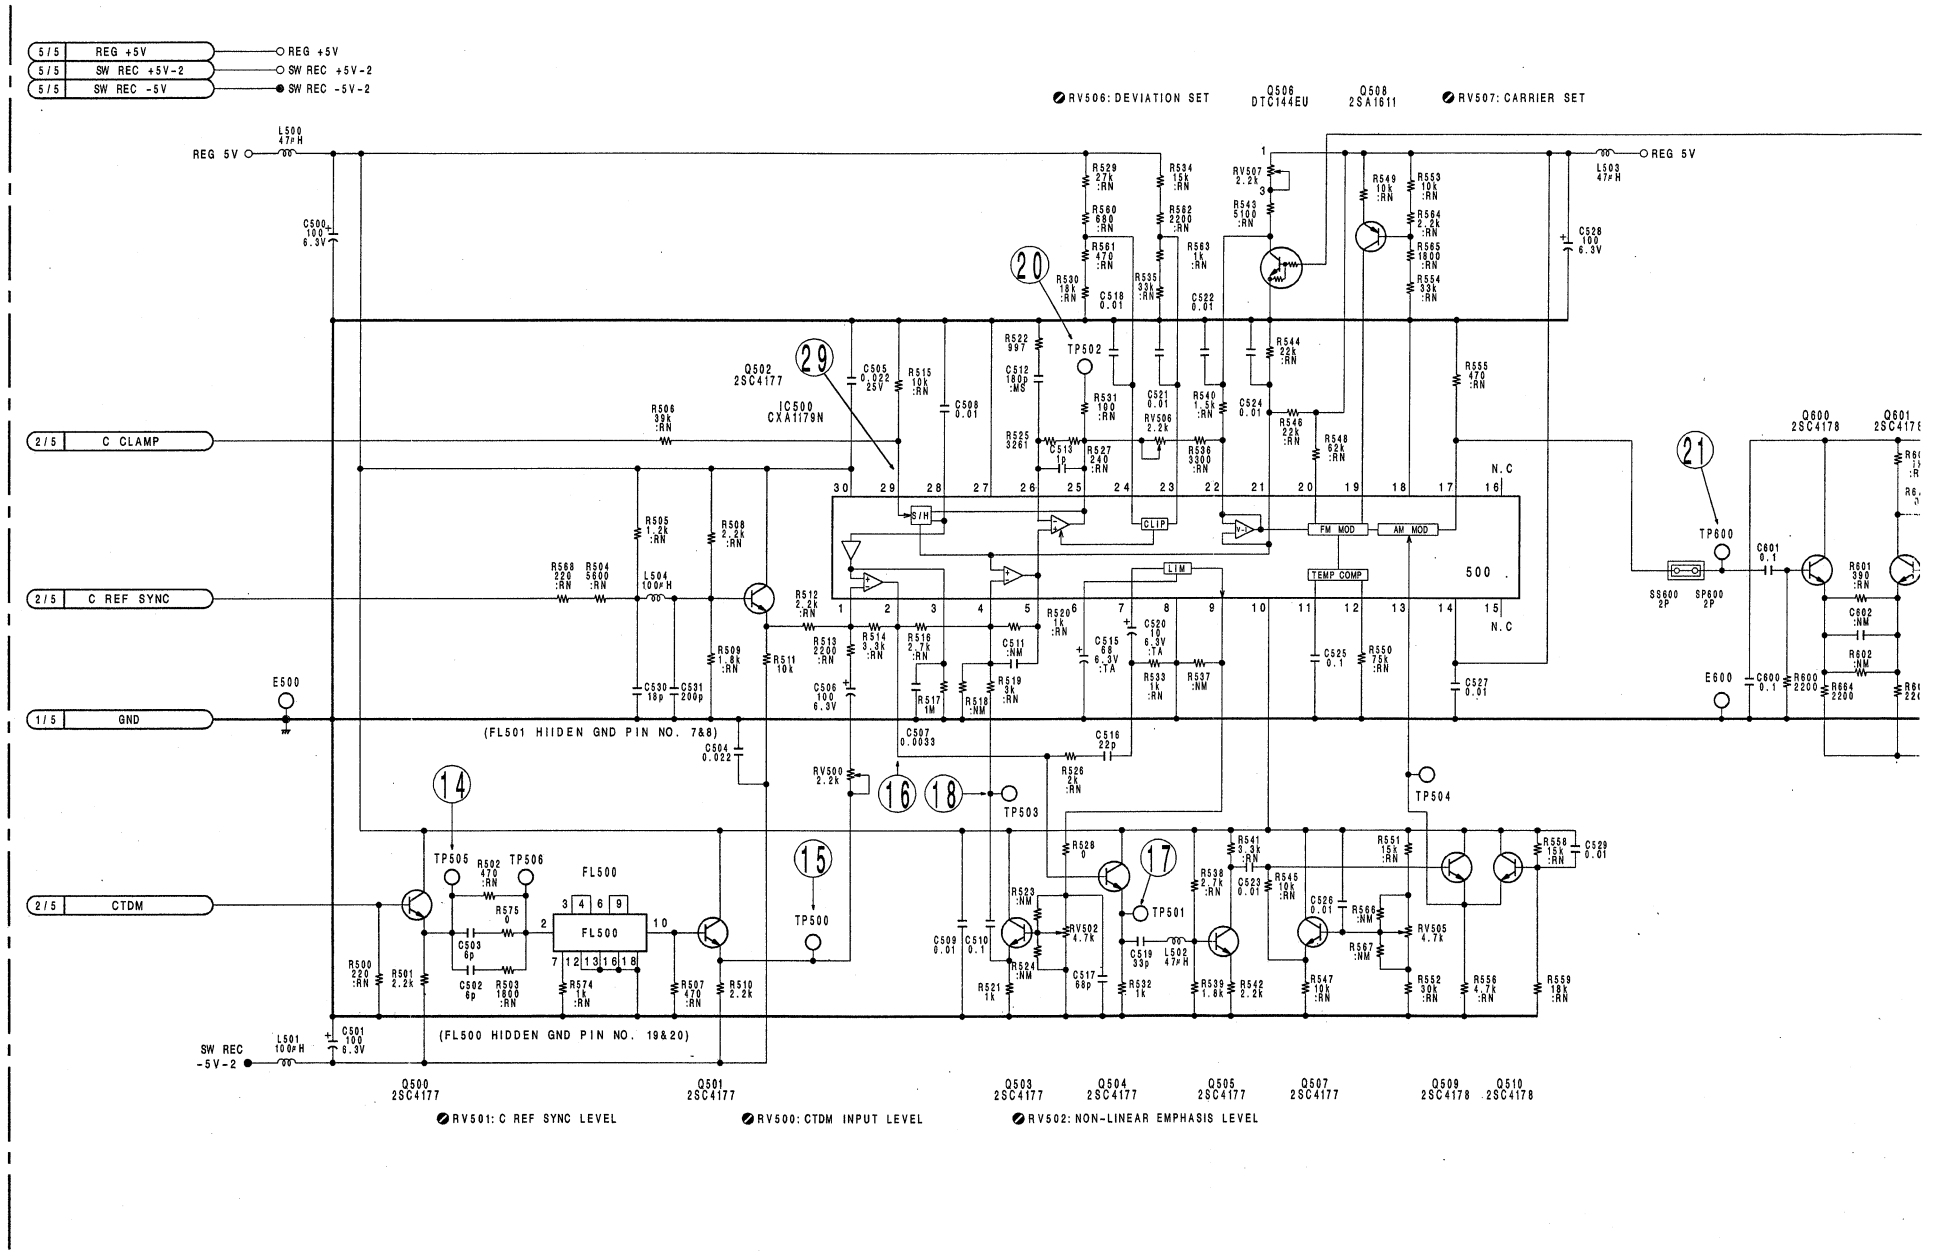 5/5 REG +5V REG +5V
5/5 SW REC +5V-2 SW REC +5V-2
5/5 SW REC -5V SW REC -5V-2
RV506: DEVIATION SET
Q506
DTC144EU
Q508
2SA1611
RV507: CARRIER SET
L500
47μH
REG 5V
REG 5V
L503
47μH
C500
100
6.3V
R529
27k
:RN
R534
15k
:RN
R560
680
:RN
R562
2200
:RN
R561
470
:RN
R563
1k
:RN
R530
18k
:RN
R535
33k
:RN
1
RV507
2.2k
3
R543
5100
:RN
R549
10k
:RN
R553
10k
:RN
R564
2.2k
:RN
R565
1800
:RN
R554
33k
:RN
C528
100
6.3V
20
C518
0.01
C522
0.01
TP502
29
Q502
2SC4177
IC500
CXA1179N
C505
0.022
25V
R515
10k
:RN
C508
0.01
R522
997
C512
180p
:MS
R531
100
:RN
C521
0.01
RV506
2.2k
R540
1.5k
:RN
C524
0.01
R544
22k
:RN
R546
22k
:RN
R548
62k
:RN
R555
470
:RN
R506
39k
:RN
2/5 C CLAMP
R525
3261
C513
1p
R527
240
:RN
R536
3300
:RN
21
Q600
2SC4178
Q601
2SC4178
N.C
30 29 28 27 26 25 24 23 22 21 20 19 18 17 16
S/H
CLIP
V-I
FM MOD
AM MOD
LIM
TEMP COMP
500
1 2 3 4 5 6 7 8 9 10 11 12 13 14 15
N.C
R505
1.2k
:RN
R508
2.2k
:RN
R568
220
:RN
R504
5600
:RN
L504
100μH
2/5 C REF SYNC
R512
2.2k
:RN
R513
2200
:RN
R514
3.3k
:RN
R516
2.7k
:RN
C511
:NM
R520
1k
:RN
C515
68
6.3V
:TA
C520
10
6.3V
:TA
R509
1.8k
:RN
R511
10k
C506
100
6.3V
R517
1M
R518
:NM
R519
3k
:RN
R533
1k
:RN
R537
:NM
C525
0.1
R550
75k
:RN
C527
0.01
TP600
C601
0.1
R601
390
:RN
C602
:NM
R602
:NM
SS600
2P
SP600
2P
E600
C600
0.1
R600
2200
R664
2200
E500
C530
18p
C531
200p
1/5 GND
(FL501 HIIDEN GND PIN NO. 7&8)
C504
0.022
C507
0.0033
C516
22p
R526
2k
:RN
RV500
2.2k
14
16
18
TP503
TP504
15
17
TP505
R502
470
:RN
TP506
FL500
R575
0
3 4 6 9
2 FL500 10
7 12 13 16 18
2/5 CTDM
C503
6p
C502
6p
R503
1800
:RN
R574
1k
:RN
R500
220
:RN
R501
2.2k
R507
470
:RN
R510
2.2k
TP500
C509
0.01
C510
0.1
R523
:NM
R524
:NM
R521
1k
R528
0
RV502
4.7k
C517
68p
TP501
C519
33p
L502
47μH
R532
1k
R538
2.7k
:RN
R539
1.8k
R541
3.3k
:RN
C523
0.01
R542
2.2k
R545
10k
:RN
C526
0.01
R547
10k
:RN
R551
15k
:RN
R566
:NM
R567
:NM
RV505
4.7k
R552
30k
:RN
R556
4.7k
:RN
R558
15k
:RN
C529
0.01
R559
18k
:RN
(FL500 HIDDEN GND PIN NO. 19&20)
C501
100
6.3V
L501
100μH
SW REC
-5V-2
Q500
2SC4177
Q501
2SC4177
Q503
2SC4177
Q504
2SC4177
Q505
2SC4177
Q507
2SC4177
Q509
2SC4178
Q510
2SC4178
RV501: C REF SYNC LEVEL
RV500: CTDM INPUT LEVEL
RV502: NON-LINEAR EMPHASIS LEVEL